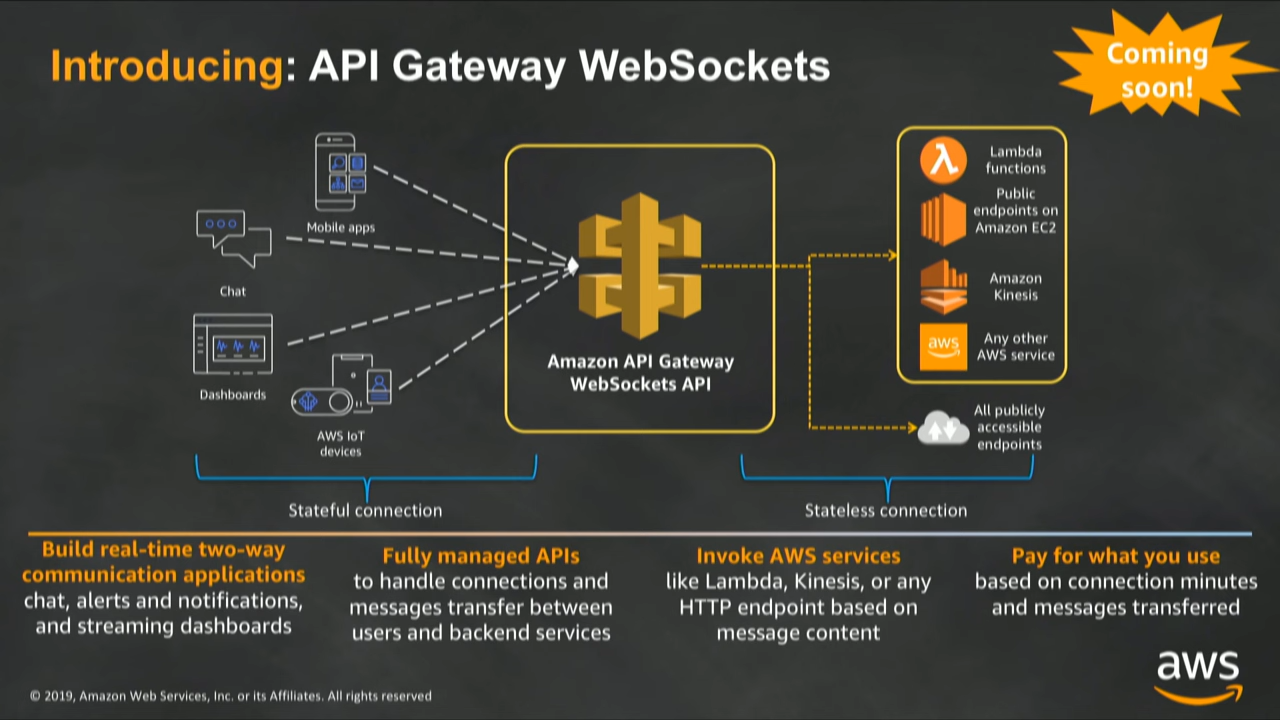 Introducing: API Gateway WebSockets
Coming
soon!
Mobile apps
Chat
Dashboards
AWS IoT
devices
Amazon API Gateway
WebSockets API
Lambda
functions
Public
endpoints on
Amazon EC2
Amazon
Kinesis
aws
Any other
AWS service
All publicly
accessible
endpoints
Stateful connection
Stateless connection
Build real-time two-way
communication applications
chat, alerts and notifications,
and streaming dashboards
Fully managed APIs
to handle connections and
messages transfer between
users and backend services
Invoke AWS services
like Lambda, Kinesis, or any
HTTP endpoint based on
message content
Pay for what you use
based on connection minutes
and messages transferred
aws
© 2019, Amazon Web Services, Inc. or its Affiliates. All rights reserved